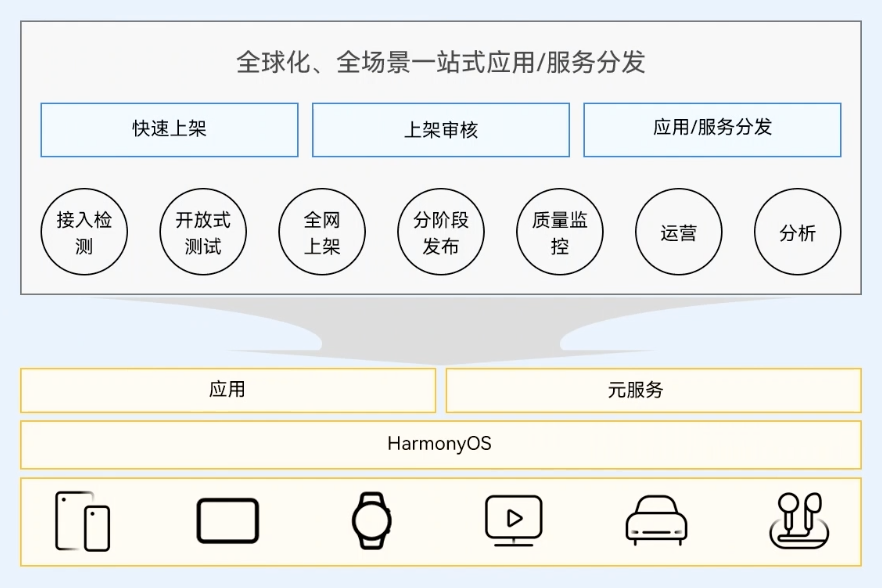 全球化、全场景一站式应用/服务分发
快速上架
上架审核
应用/服务分发
接入检
测
开放式
测试
全网
上架
分阶段
发布
质量监
控
运营
分析
应用
元服务
HarmonyOS